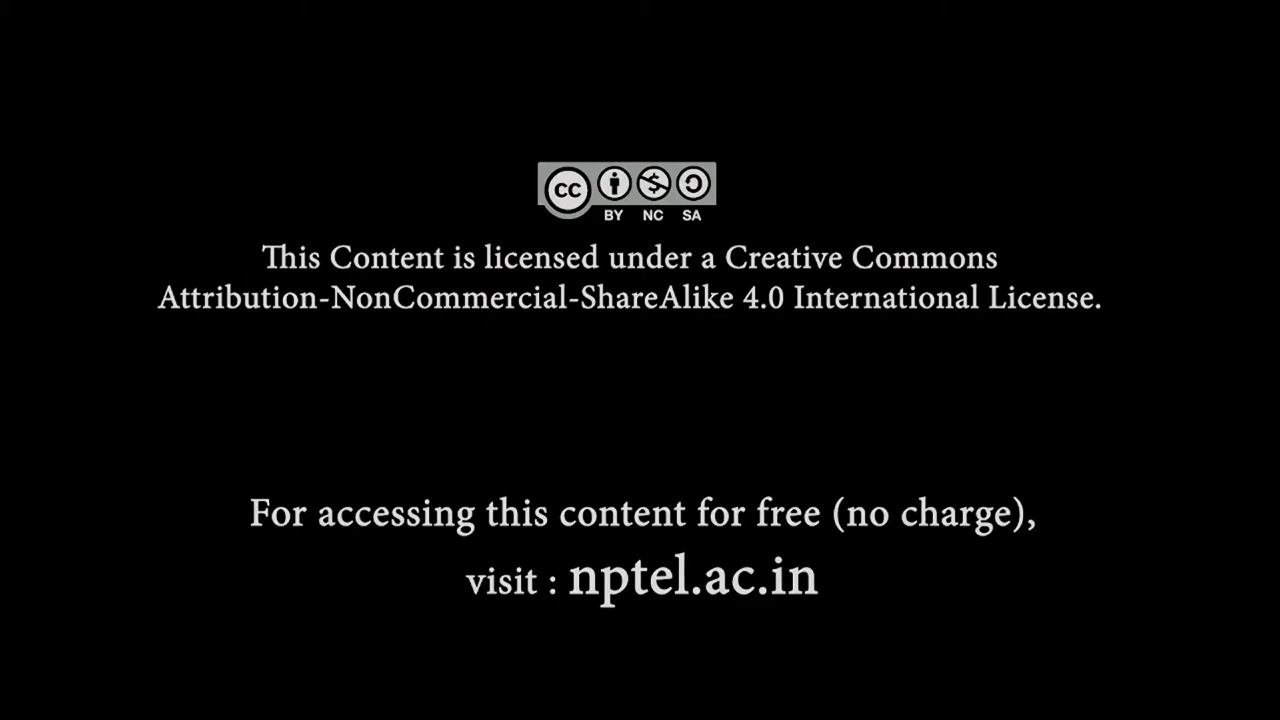 CC BY NC SA
This Content is licensed under a Creative Commons
Attribution-NonCommercial-ShareAlike 4.0 International License.
For accessing this content for free (no charge),
visit : nptel.ac.in